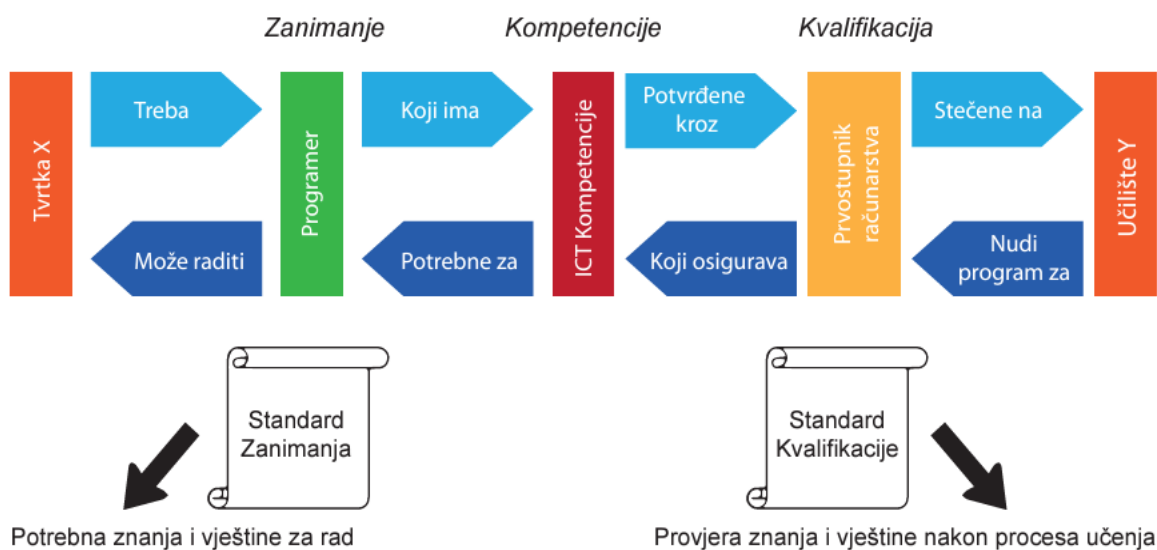 Zanimanje
Kompetencije
Kvalifikacija
Tvrtka X
Treba
Programer
Koji ima
ICT Kompetencije
Potvrđene
kroz
Prvostupnik
računarstva
Stečene na
Učilište Y
Može raditi
Potrebne za
Koji osigurava
Nudi
program za
Standard
Zanimanja
Standard
Kvalifikacije
Potrebna znanja i vještine za rad
Provjera znanja i vještine nakon procesa učenja